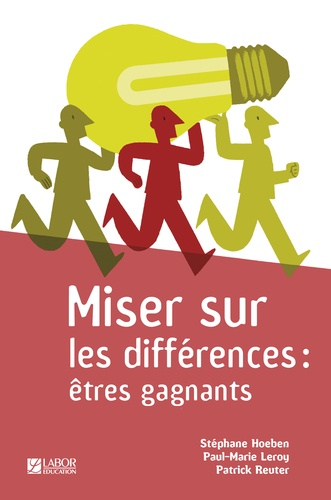 Miser sur
les différences :
êtres gagnants
Stéphane Hoeben
Paul-Marie Leroy
Patrick Reuter
LABOR
EDUCATION